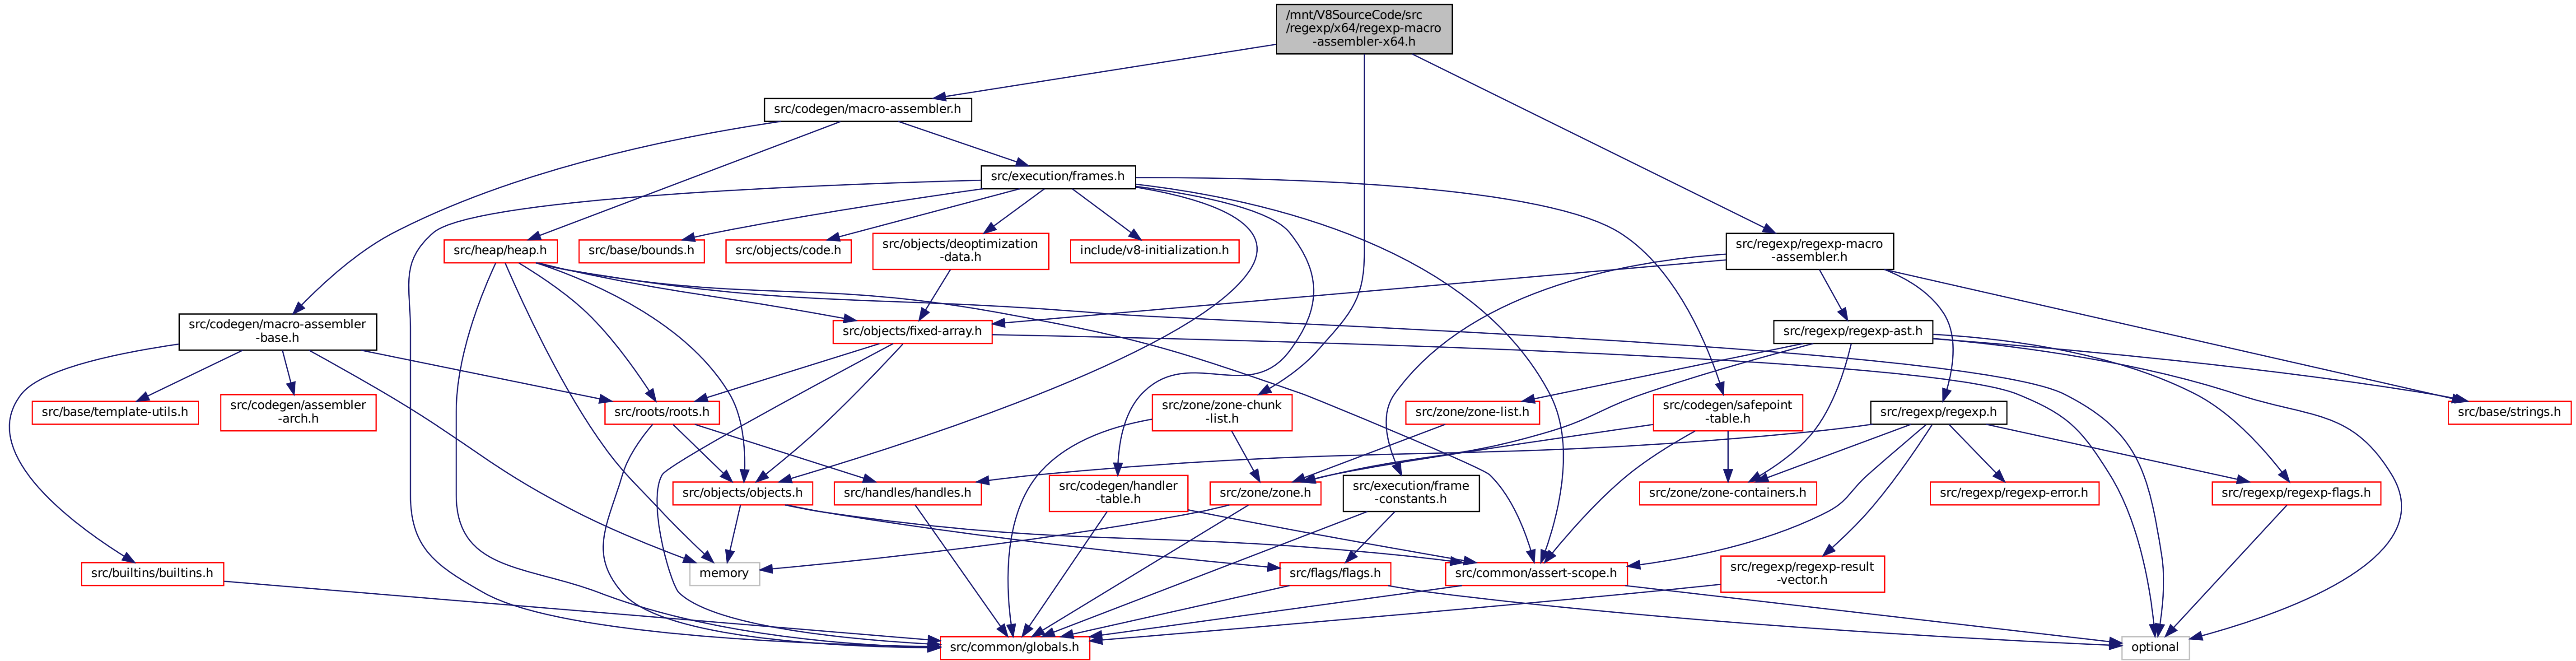 /mnt/V8SourceCode/src
/regexp/x64/regexp-macro
-assembler-x64.h
src/codegen/macro-assembler.h
src/execution/frames.h
src/heap/heap.h
src/base/bounds.h
src/objects/code.h
src/objects/deoptimization
-data.h
include/v8-initialization.h
src/regexp/regexp-macro
-assembler.h
src/codegen/macro-assembler
-base.h
src/objects/fixed-array.h
src/regexp/regexp-ast.h
src/base/template-utils.h
src/codegen/assembler
-arch.h
src/roots/roots.h
src/zone/zone-chunk
-list.h
src/zone/zone-list.h
src/codegen/safepoint
-table.h
src/regexp/regexp.h
src/base/strings.h
src/objects/objects.h
src/handles/handles.h
src/codegen/handler
-table.h
src/zone/zone.h
src/execution/frame
-constants.h
src/zone/zone-containers.h
src/regexp/regexp-error.h
src/regexp/regexp-flags.h
src/builtins/builtins.h
memory
src/flags/flags.h
src/common/assert-scope.h
src/regexp/regexp-result
-vector.h
src/common/globals.h
optional